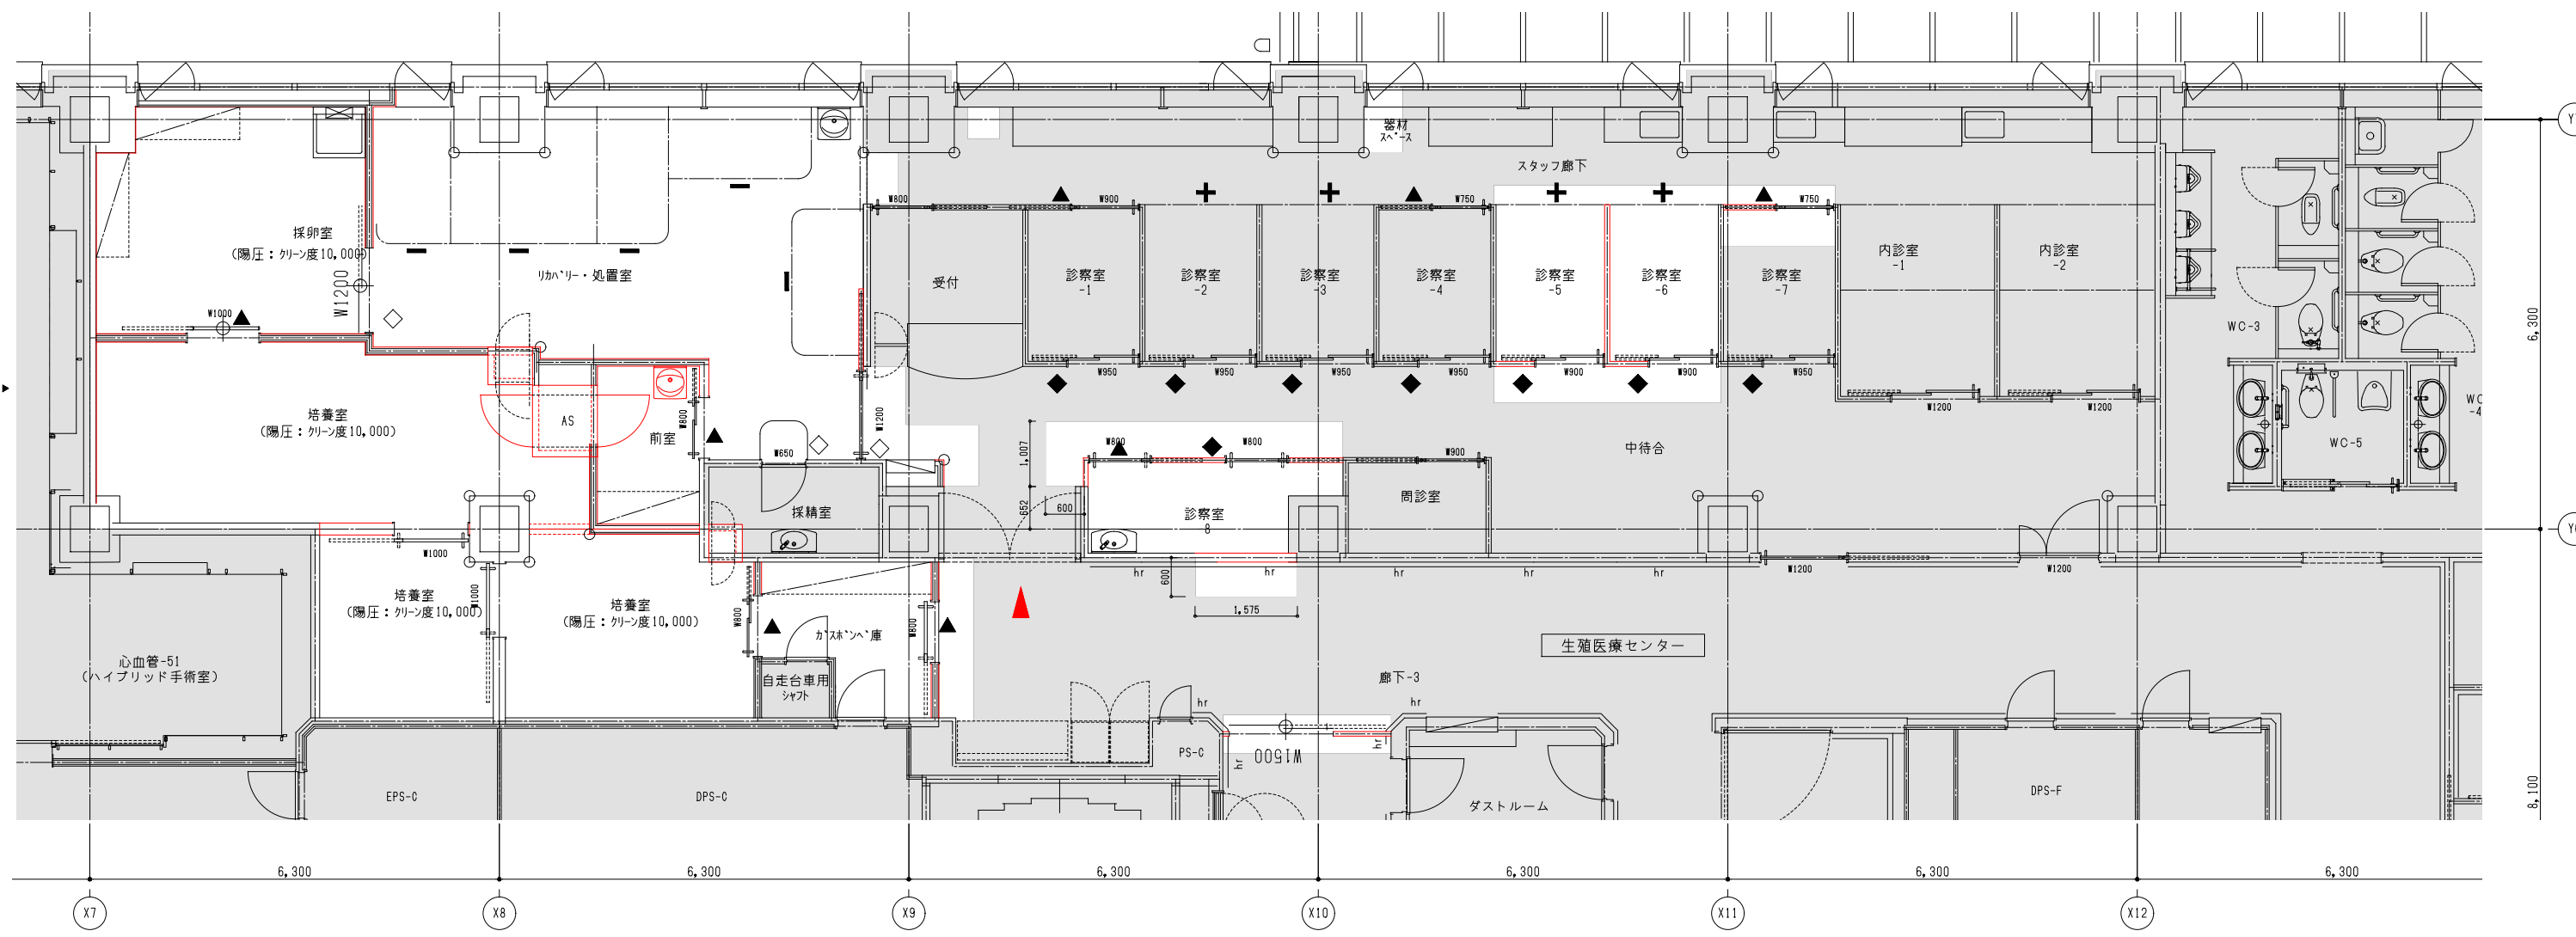 Y
器材
スペース
スタッフ廊下
W800
W900
W750
W750
採卵室
(陽圧：クリーン度10,000)
W1200
リカバリー・処置室
受付
診察室
-1
診察室
-2
診察室
-3
診察室
-4
診察室
-5
診察室
-6
診察室
-7
内診室
-1
内診室
-2
WC-3
6,300
W1000
W950
W950
W950
W950
W900
W900
W950
W1200
W1200
培養室
(陽圧：クリーン度10,000)
AS
前室
W800
W650
W1200
1,007
652
600
W800
W800
W900
中待合
WC-5
WC
-4
採精室
診察室
8
問診室
Y
W1000
W1000
培養室
(陽圧：クリーン度10,000)
培養室
(陽圧：クリーン度10,000)
W800
ガスボンベ庫
W800
600
1,575
hr
hr
hr
hr
hr
W1200
W1200
生殖医療センター
心血管-51
(ハイブリッド手術室)
自走台車用
シャフト
廊下-3
hr
hr
PS-C
W1500
hr
hr
EPS-C
DPS-C
ダストルーム
DPS-F
8,100
6,300
6,300
6,300
6,300
6,300
6,300
X7
X8
X9
X10
X11
X12